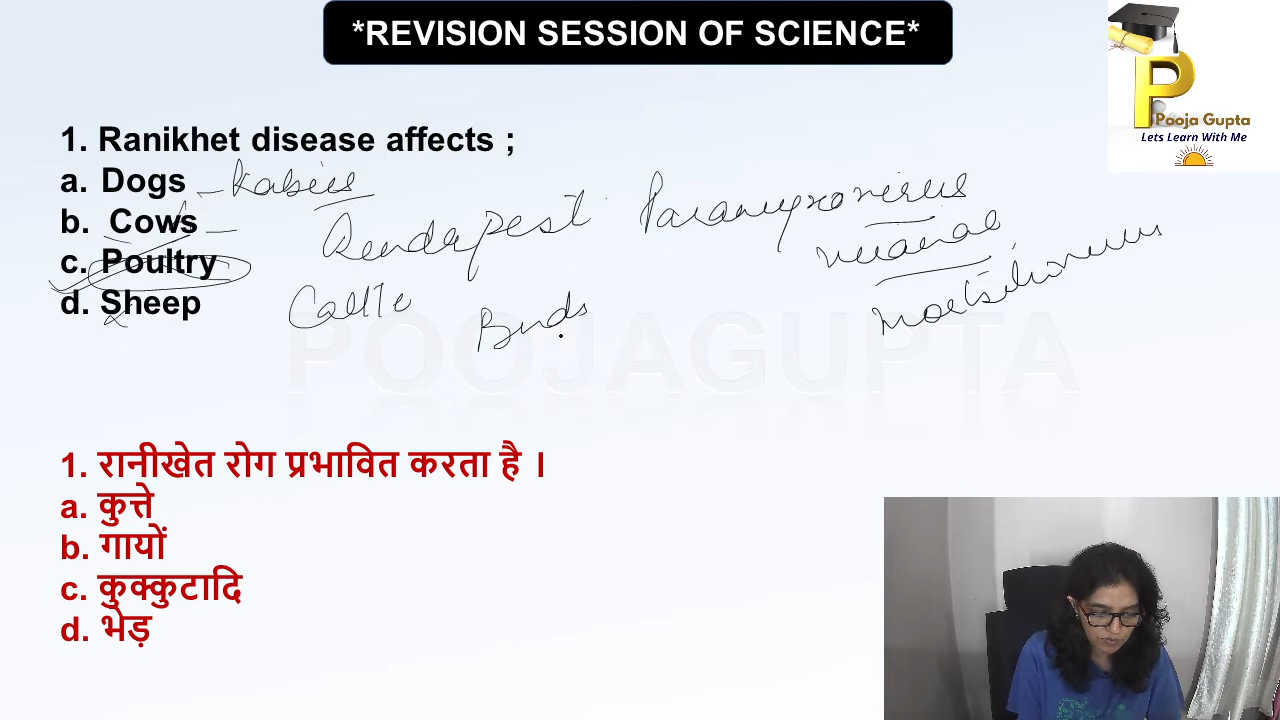 *REVISION SESSION OF SCIENCE*
P
Pooja Gupta
Lets Learn With Me
1. Ranikhet disease affects ;
a. Dogs - Rabies
b. Cows
c. Poultry
d. Sheep
Paramyxovirus
Cattle
Birds
POOJAGUPTA
1. रानीखेत रोग प्रभावित करता है ।
a. कुत्ते
b. गायों
c. कुक्कुटादि
d. भेड़